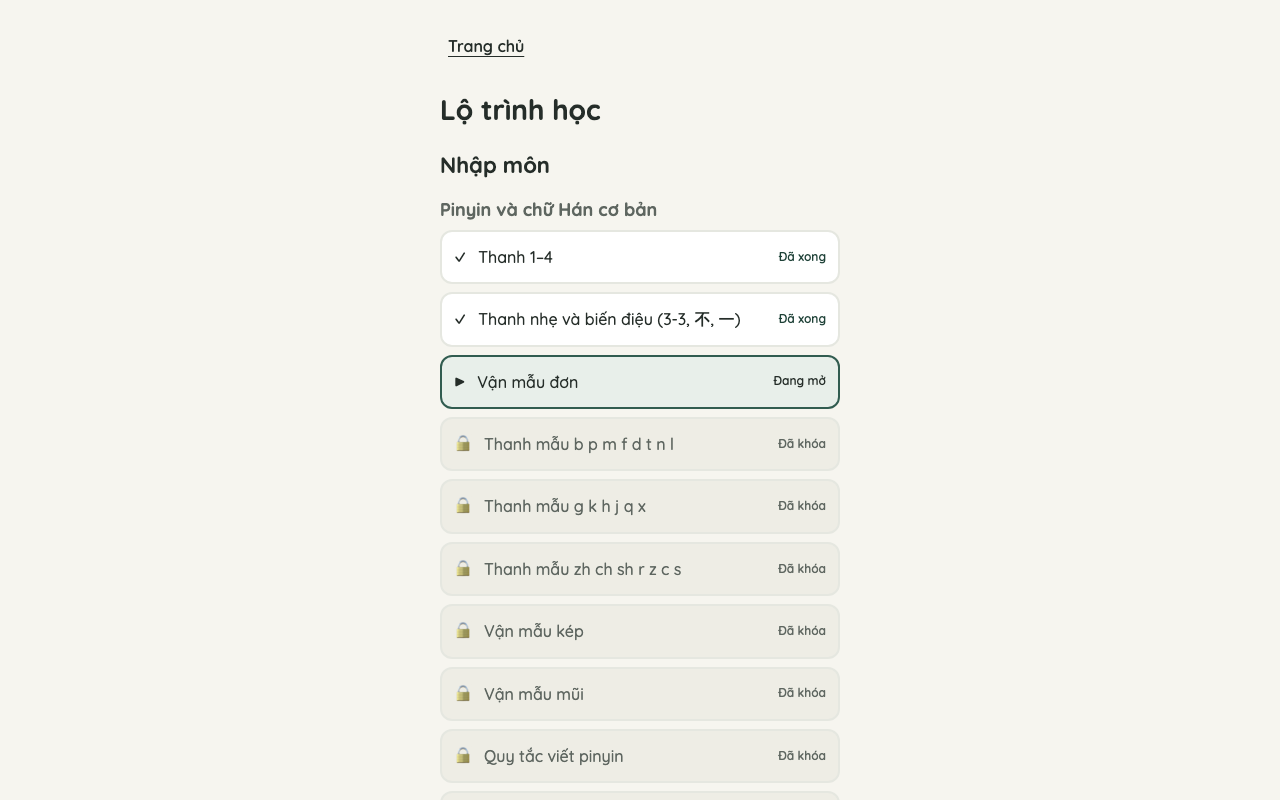 Trang chủ
Lộ trình học
Nhập môn
Pinyin và chữ Hán cơ bản
Thanh 1–4 Đã xong
Thanh nhẹ và biến điệu (3-3, 不, 一) Đã xong
Vận mẫu đơn Đang mở
Thanh mẫu b p m f d t n l Đã khóa
Thanh mẫu g k h j q x Đã khóa
Thanh mẫu zh ch sh r z c s Đã khóa
Vận mẫu kép Đã khóa
Vận mẫu mũi Đã khóa
Quy tắc viết pinyin Đã khóa